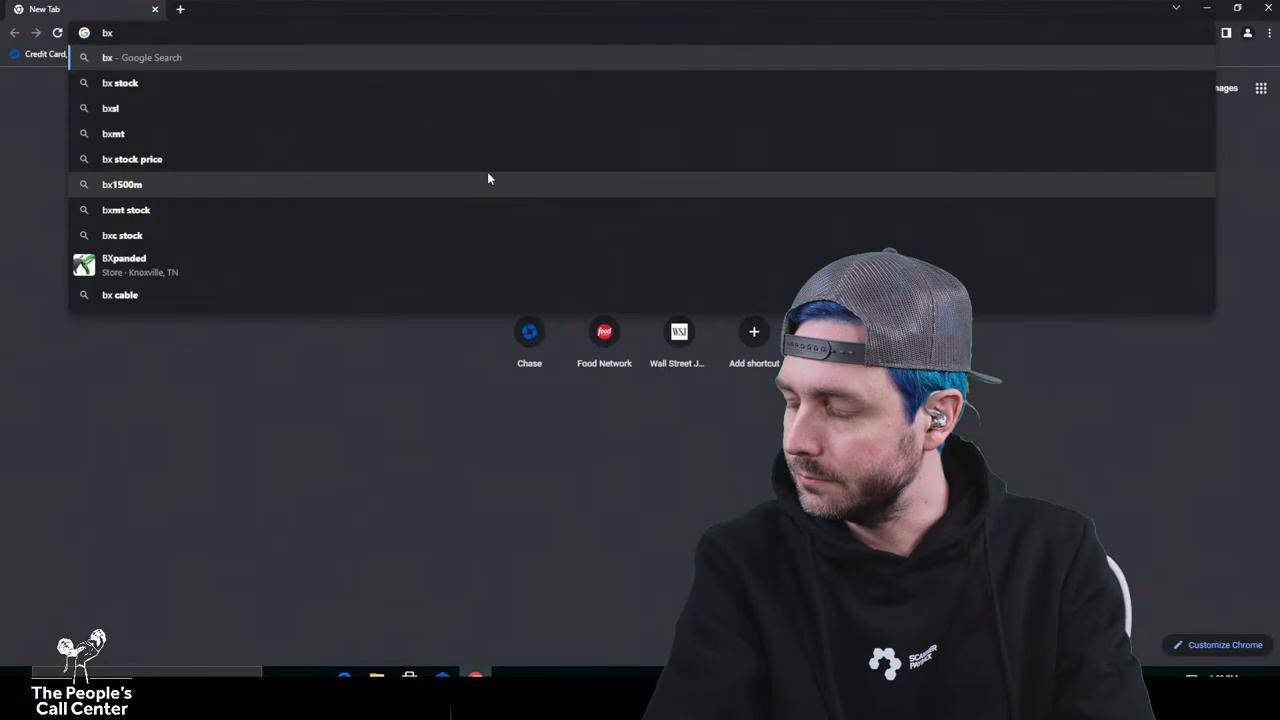 New Tab
bx
Credit Card,
bx - Google Search
bx stock
bxsl
bxmt
bx stock price
bx1500m
bxmt stock
bxc stock
BXpanded
Store · Knoxville, TN
bx cable
Chase
Food Network
WSJ
Wall Street J...
Add shortcut
Customize Chrome
The People's
Call Center